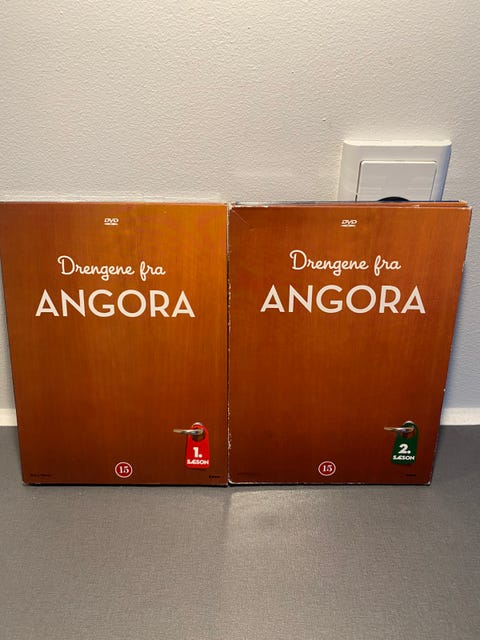 DVD
Drengene fra
ANGORA
1.
SÆSON
15
DVD
Drengene fra
ANGORA
2.
SÆSON
15